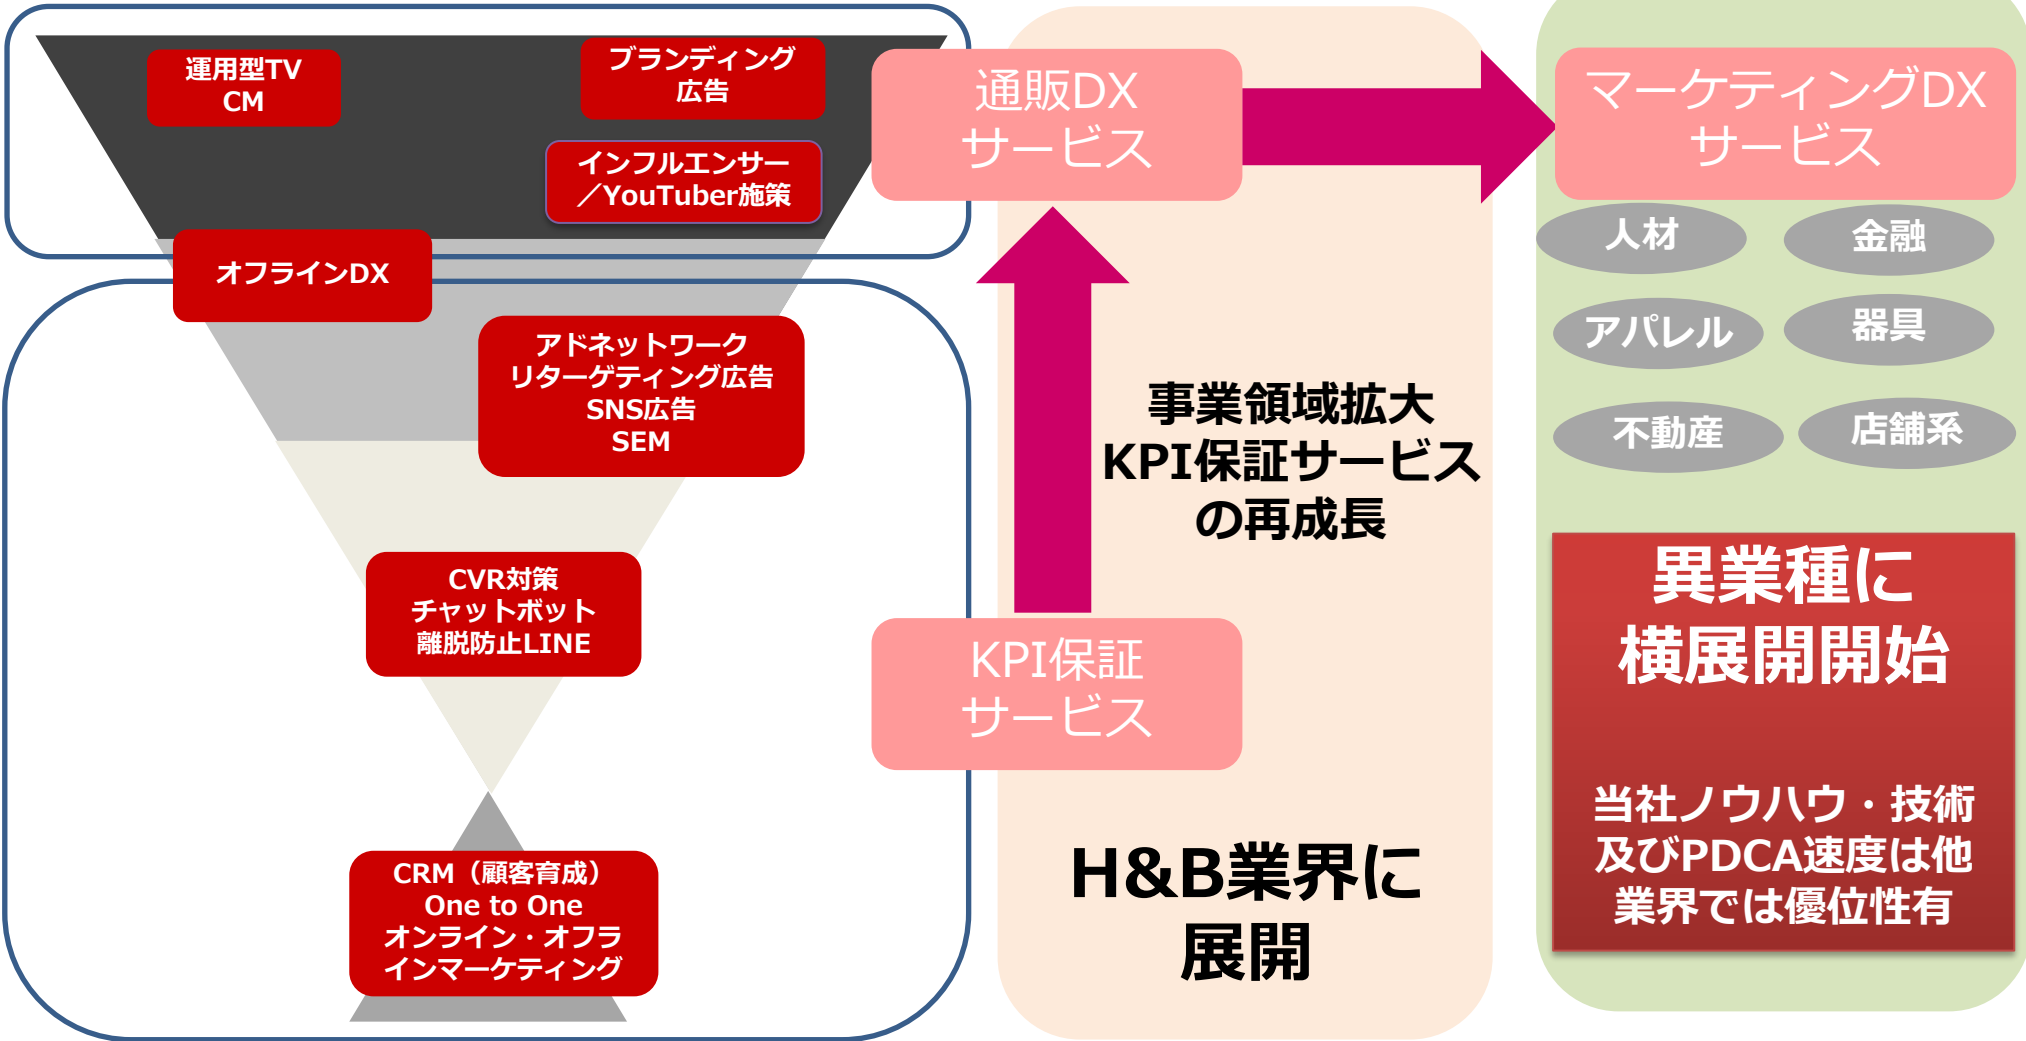 運用型TV
CM
ブランディング
広告
インフルエンサー
／YouTuber施策
オフラインDX
アドネットワーク
リターゲティング広告
SNS広告
SEM
CVR対策
チャットボット
離脱防止LINE
CRM（顧客育成）
One to One
オンライン・オフラ
インマーケティング
通販DX
サービス
事業領域拡大
KPI保証サービス
の再成長
KPI保証
サービス
H&B業界に
展開
マーケティングDX
サービス
人材
金融
アパレル
器具
不動産
店舗系
異業種に
横展開開始
当社ノウハウ・技術
及びPDCA速度は他
業界では優位性有